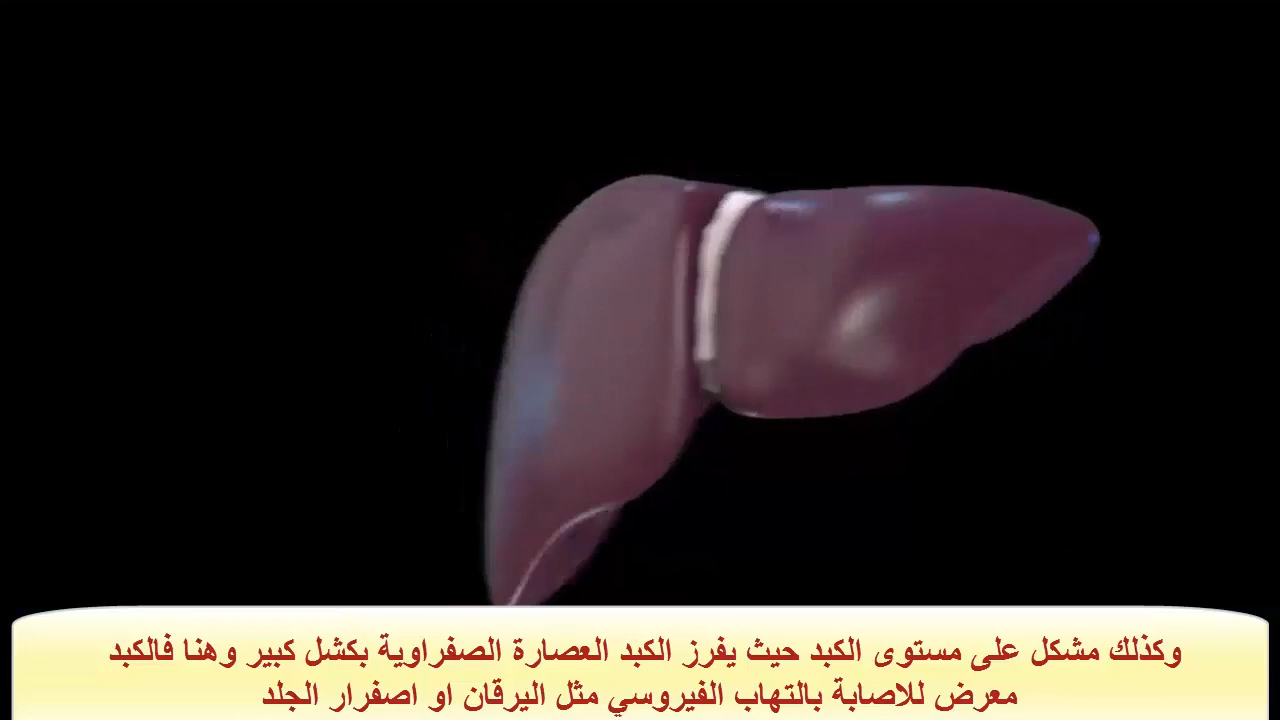 وكذلك مشكل على مستوى الكبد حيث يفرز الكبد العصارة الصفراوية بكشل كبير وهنا فالكبد
معرض للاصابة بالتهاب الفيروسي مثل اليرقان او اصفرار الجلد